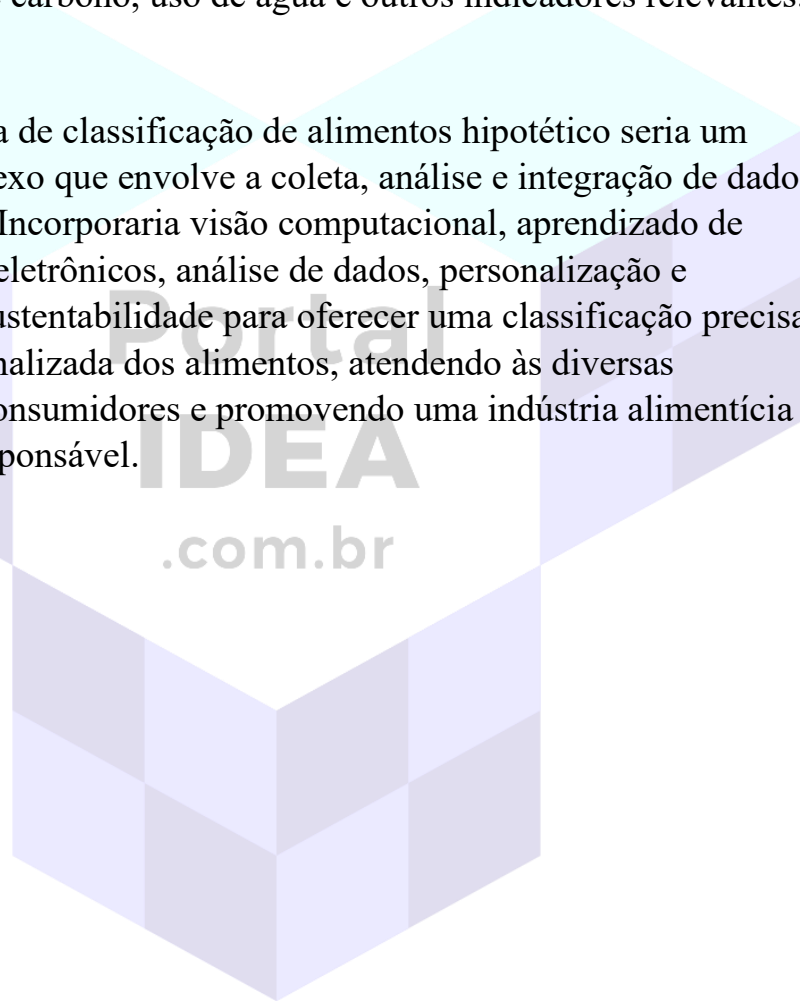 carbono, uso de água e outros indicadores relevantes.
a de classificação de alimentos hipotético seria um
exo que envolve a coleta, análise e integração de dado
Incorporaria visão computacional, aprendizado de
eletrônicos, análise de dados, personalização e
ustentabilidade para oferecer uma classificação precisa
nalizada dos alimentos, atendendo às diversas
onsumidores e promovendo uma indústria alimentícia
ponsável.
Portal
IDEA
.com.br